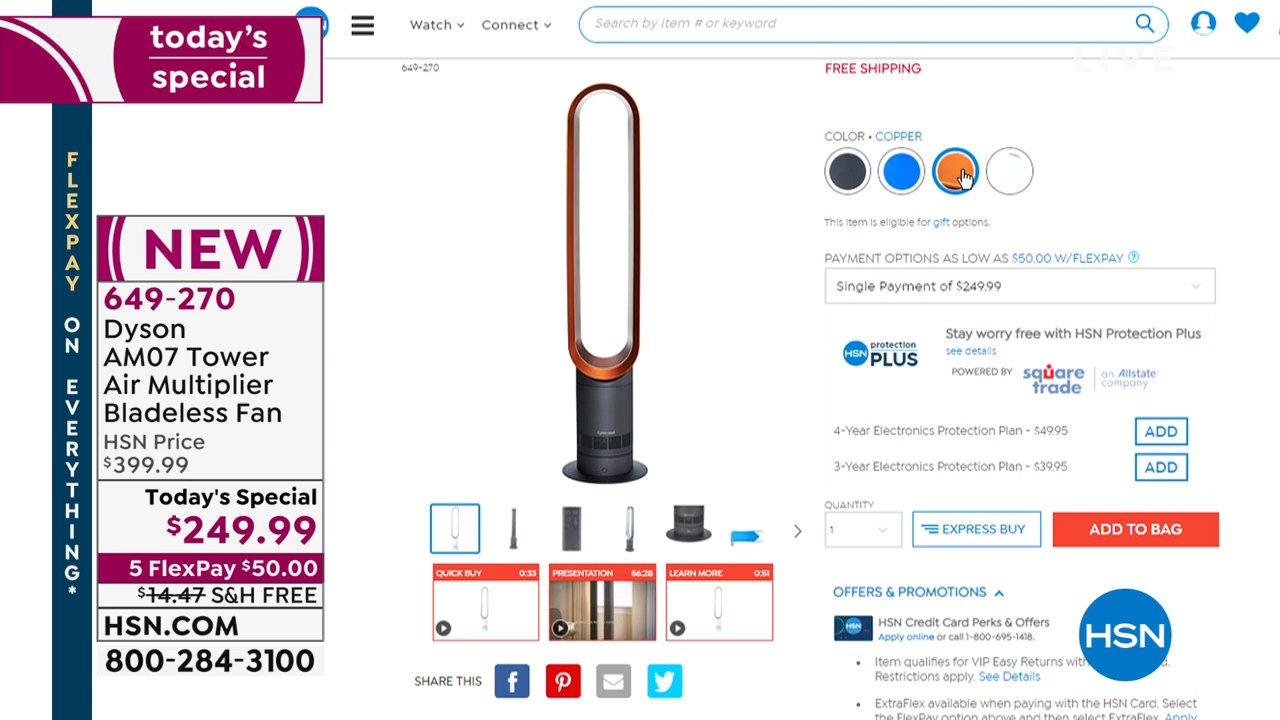 today's
special
FLEXPAY ON EVERYTHING*
NEW
649-270
Dyson
AM07 Tower
Air Multiplier
Bladeless Fan
HSN Price
$399.99
Today's Special
$249.99
5 FlexPay $50.00
$14.47 S&H FREE
HSN.COM
800-284-3100
Watch
Connect
Search by item # or keyword
LIVE
649-270
FREE SHIPPING
COLOR • COPPER
This item is eligible for gift options.
PAYMENT OPTIONS AS LOW AS $50.00 W/FLEXPAY ?
Single Payment of $249.99
HSN protection PLUS
Stay worry free with HSN Protection Plus
see details
POWERED BY square trade | an Allstate company
4-Year Electronics Protection Plan - $49.95 ADD
3-Year Electronics Protection Plan - $39.95 ADD
QUANTITY
1
EXPRESS BUY
ADD TO BAG
QUICK BUY 0:33
PRESENTATION 56:28
LEARN MORE 0:51
SHARE THIS
OFFERS & PROMOTIONS
HSN
HSN Credit Card Perks & Offers
Apply online or call 1-800-695-1418.
• Item qualifies for VIP Easy Returns with
Restrictions apply. See Details
• ExtraFlex available when paying with the HSN Card. Select
the FlexPay option above and then select ExtraFlex. Apply
HSN